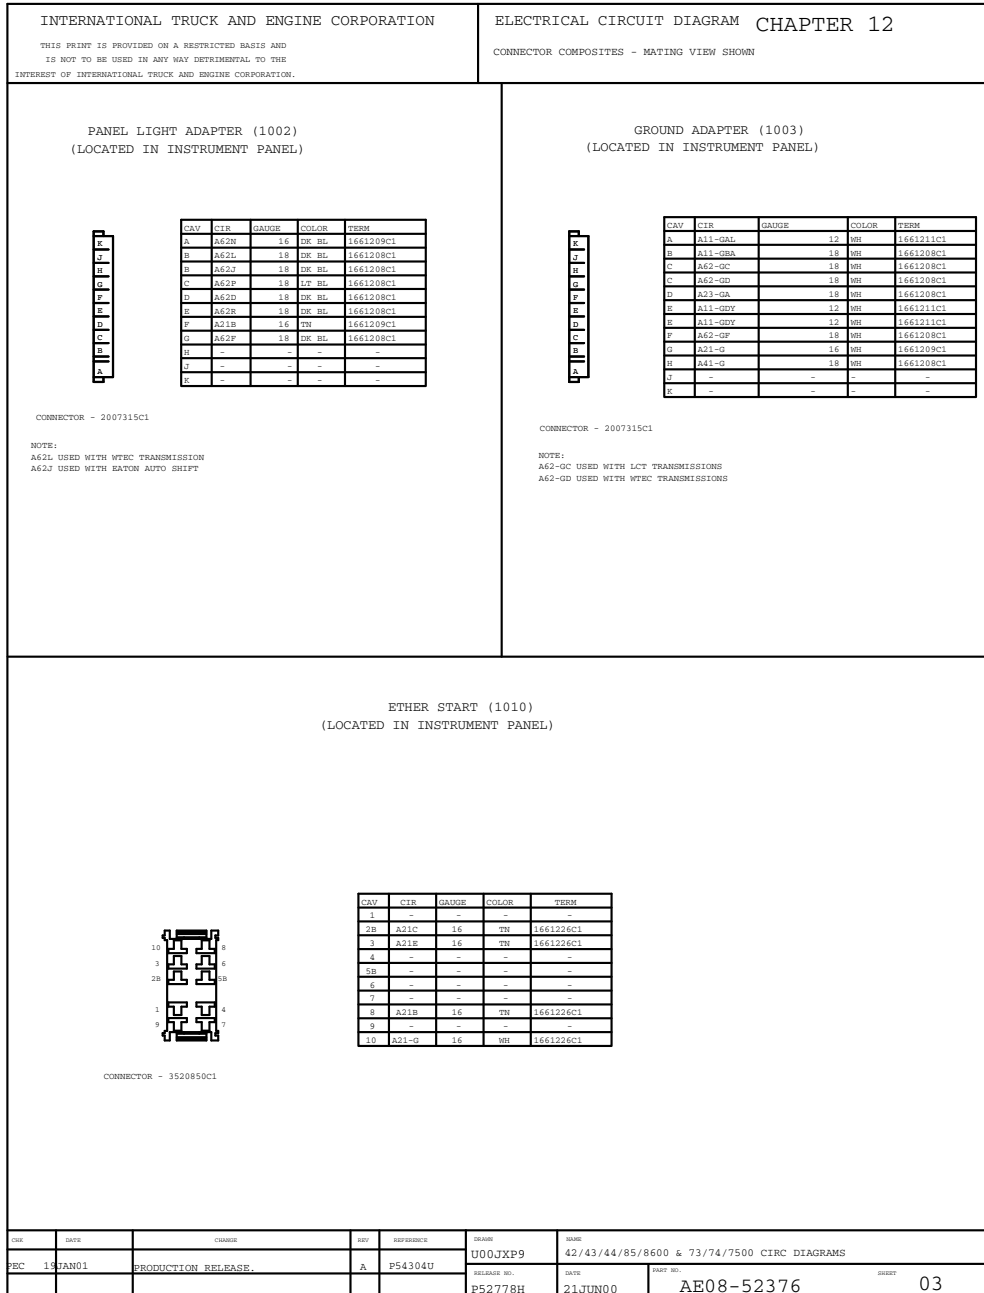 INTERNATIONAL TRUCK AND ENGINE CORPORATION
THIS PRINT IS PROVIDED ON A RESTRICTED BASIS AND
IS NOT TO BE USED IN ANY WAY DETRIMENTAL TO THE
INTEREST OF INTERNATIONAL TRUCK AND ENGINE CORPORATION.
ELECTRICAL CIRCUIT DIAGRAM CHAPTER 12
CONNECTOR COMPOSITES - MATING VIEW SHOWN
PANEL LIGHT ADAPTER (1002)
(LOCATED IN INSTRUMENT PANEL)
K
J
H
G
F
E
D
C
B
A
CAV CIR GAUGE COLOR TERM
A A62N 16 DK BL 1661209C1
B A62L 18 DK BL 1661208C1
B A62J 18 DK BL 1661208C1
C A62P 18 LT BL 1661208C1
D A62D 18 DK BL 1661208C1
E A62R 18 DK BL 1661208C1
F A21B 16 TN 1661209C1
G A62F 18 DK BL 1661208C1
H - - - -
J - - - -
K - - - -
CONNECTOR - 2007315C1
NOTE:
A62L USED WITH WTEC TRANSMISSION
A62J USED WITH EATON AUTO SHIFT
GROUND ADAPTER (1003)
(LOCATED IN INSTRUMENT PANEL)
K
J
H
G
F
E
D
C
B
A
CAV CIR GAUGE COLOR TERM
A A11-GAL 12 WH 1661211C1
B A11-GBA 18 WH 1661208C1
C A62-GC 18 WH 1661208C1
C A62-GD 18 WH 1661208C1
D A23-GA 18 WH 1661208C1
E A11-GDY 12 WH 1661211C1
E A11-GDY 12 WH 1661211C1
F A62-GF 18 WH 1661208C1
G A21-G 16 WH 1661209C1
H A41-G 18 WH 1661208C1
J - - - -
K - - - -
CONNECTOR - 2007315C1
NOTE:
A62-GC USED WITH LCT TRANSMISSIONS
A62-GD USED WITH WTEC TRANSMISSIONS
ETHER START (1010)
(LOCATED IN INSTRUMENT PANEL)
10 8
3 6
2B 5B
1 4
9 7
CAV CIR GAUGE COLOR TERM
1 - - - -
2B A21C 16 TN 1661226C1
3 A21E 16 TN 1661226C1
4 - - - -
5B - - - -
6 - - - -
7 - - - -
8 A21B 16 TN 1661226C1
9 - - - -
10 A21-G 16 WH 1661226C1
CONNECTOR - 3520850C1
CHK DATE CHANGE REV REFERENCE
PEC 19JAN01 PRODUCTION RELEASE. A P54304U
DRAWN
U00JXP9
NAME
42/43/44/85/8600 & 73/74/7500 CIRC DIAGRAMS
RELEASE NO.
P52778H
DATE
21JUN00
PART NO.
AE08-52376
SHEET
03